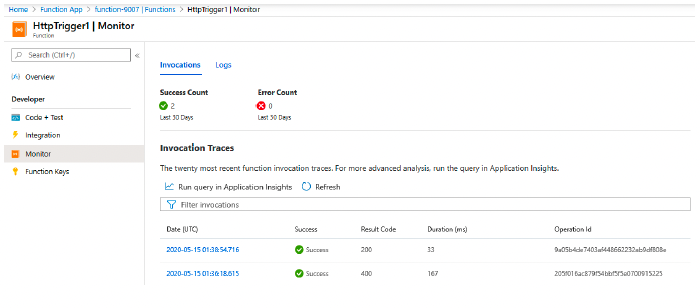 Home > Function App > function-9007 | Functions > HttpTrigger1 | Monitor
HttpTrigger1 | Monitor
Function
Search (Ctrl+/)
«
Overview
Developer
Code + Test
Integration
Monitor
Function Keys
Invocations Logs
Success Count Error Count
2 0
Last 30 Days Last 30 Days
Invocation Traces
The twenty most recent function invocation traces. For more advanced analysis, run the query in Application Insights.
Run query in Application Insights Refresh
Filter invocations
Date (UTC) Success Result Code Duration (ms) Operation Id
2020-05-15 01:38:54.716 Success 200 33
2020-05-15 01:36:18.615 Success 400 167